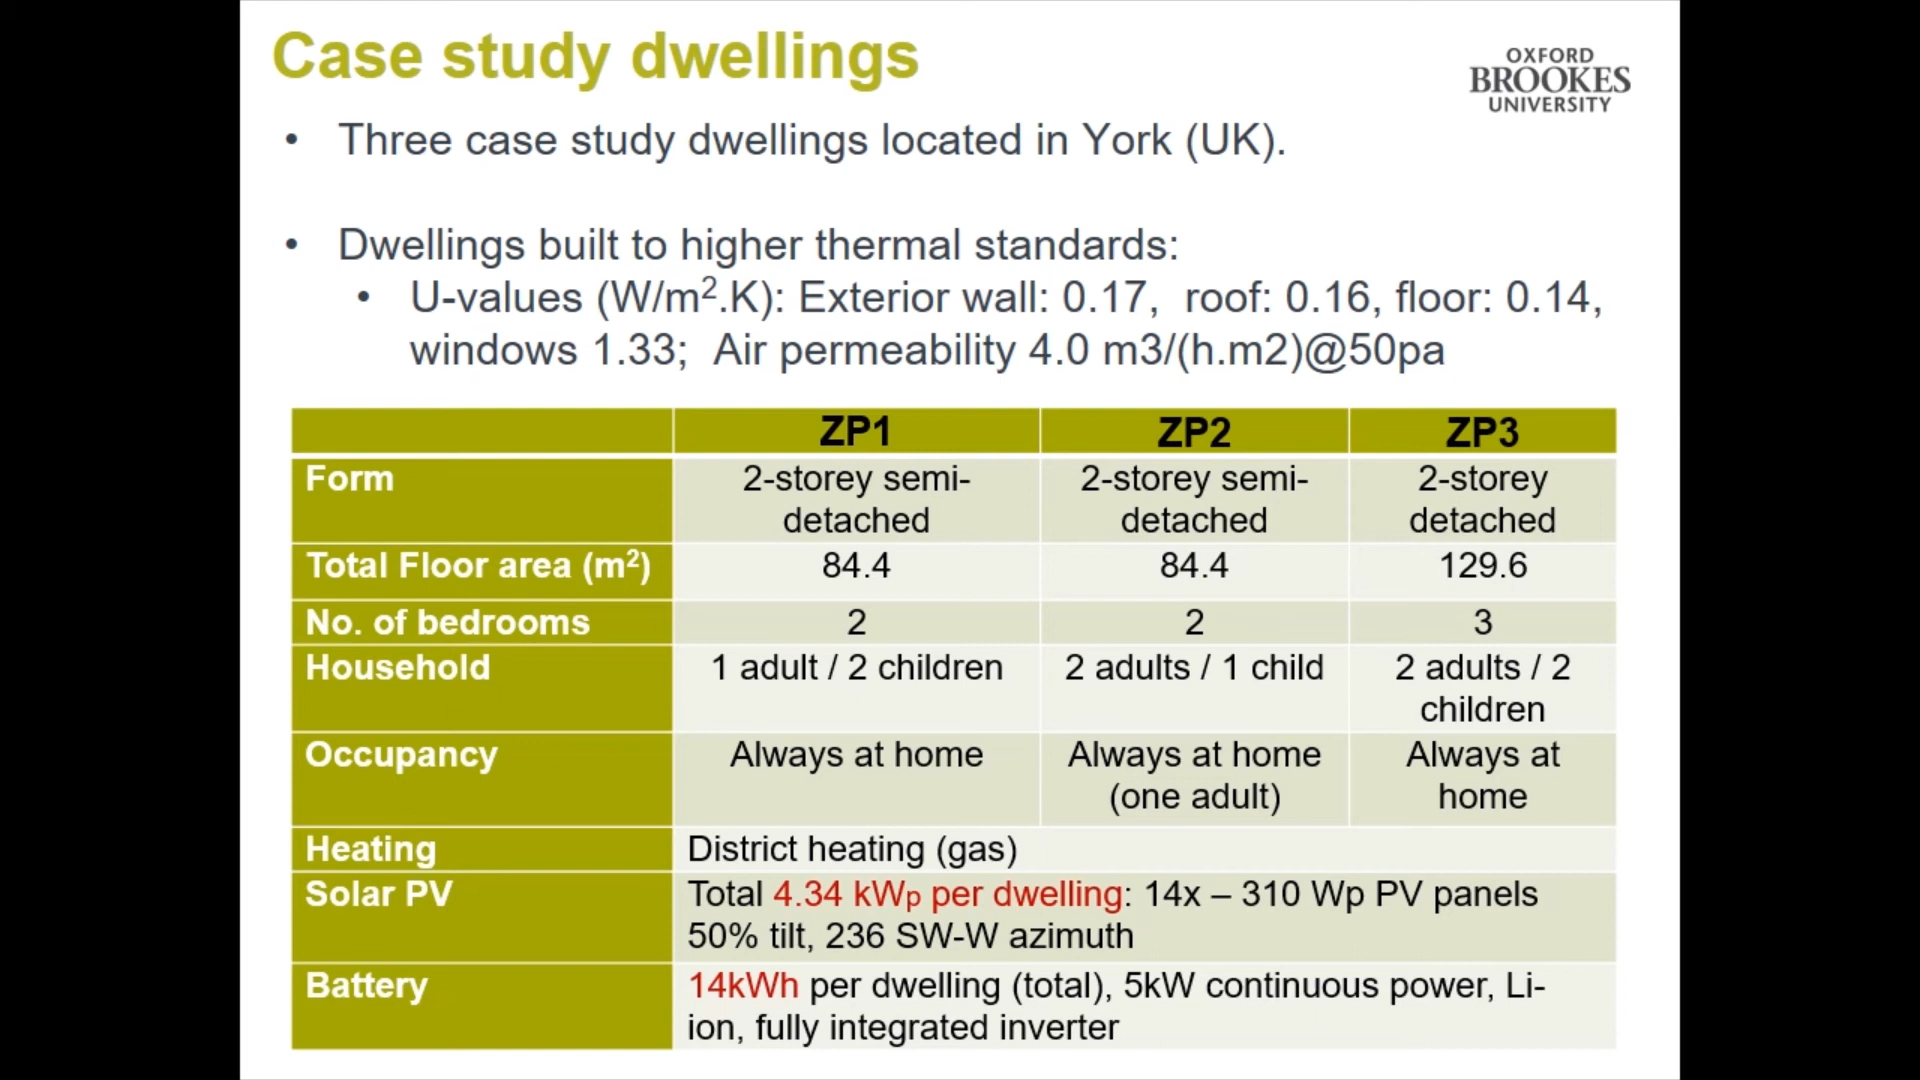 Case study dwellings
OXFORD
BROOKES
UNIVERSITY
• Three case study dwellings located in York (UK).
• Dwellings built to higher thermal standards:
• U-values (W/m².K): Exterior wall: 0.17, roof: 0.16, floor: 0.14,
windows 1.33; Air permeability 4.0 m3/(h.m2)@50pa
ZP1 ZP2 ZP3
Form 2-storey semi- 2-storey semi- 2-storey
detached detached detached
Total Floor area (m²) 84.4 84.4 129.6
No. of bedrooms 2 2 3
Household 1 adult / 2 children 2 adults / 1 child 2 adults / 2
children
Occupancy Always at home Always at home Always at
(one adult) home
Heating District heating (gas)
Solar PV Total 4.34 kWp per dwelling: 14x – 310 Wp PV panels
50% tilt, 236 SW-W azimuth
Battery 14kWh per dwelling (total), 5kW continuous power, Li-
ion, fully integrated inverter